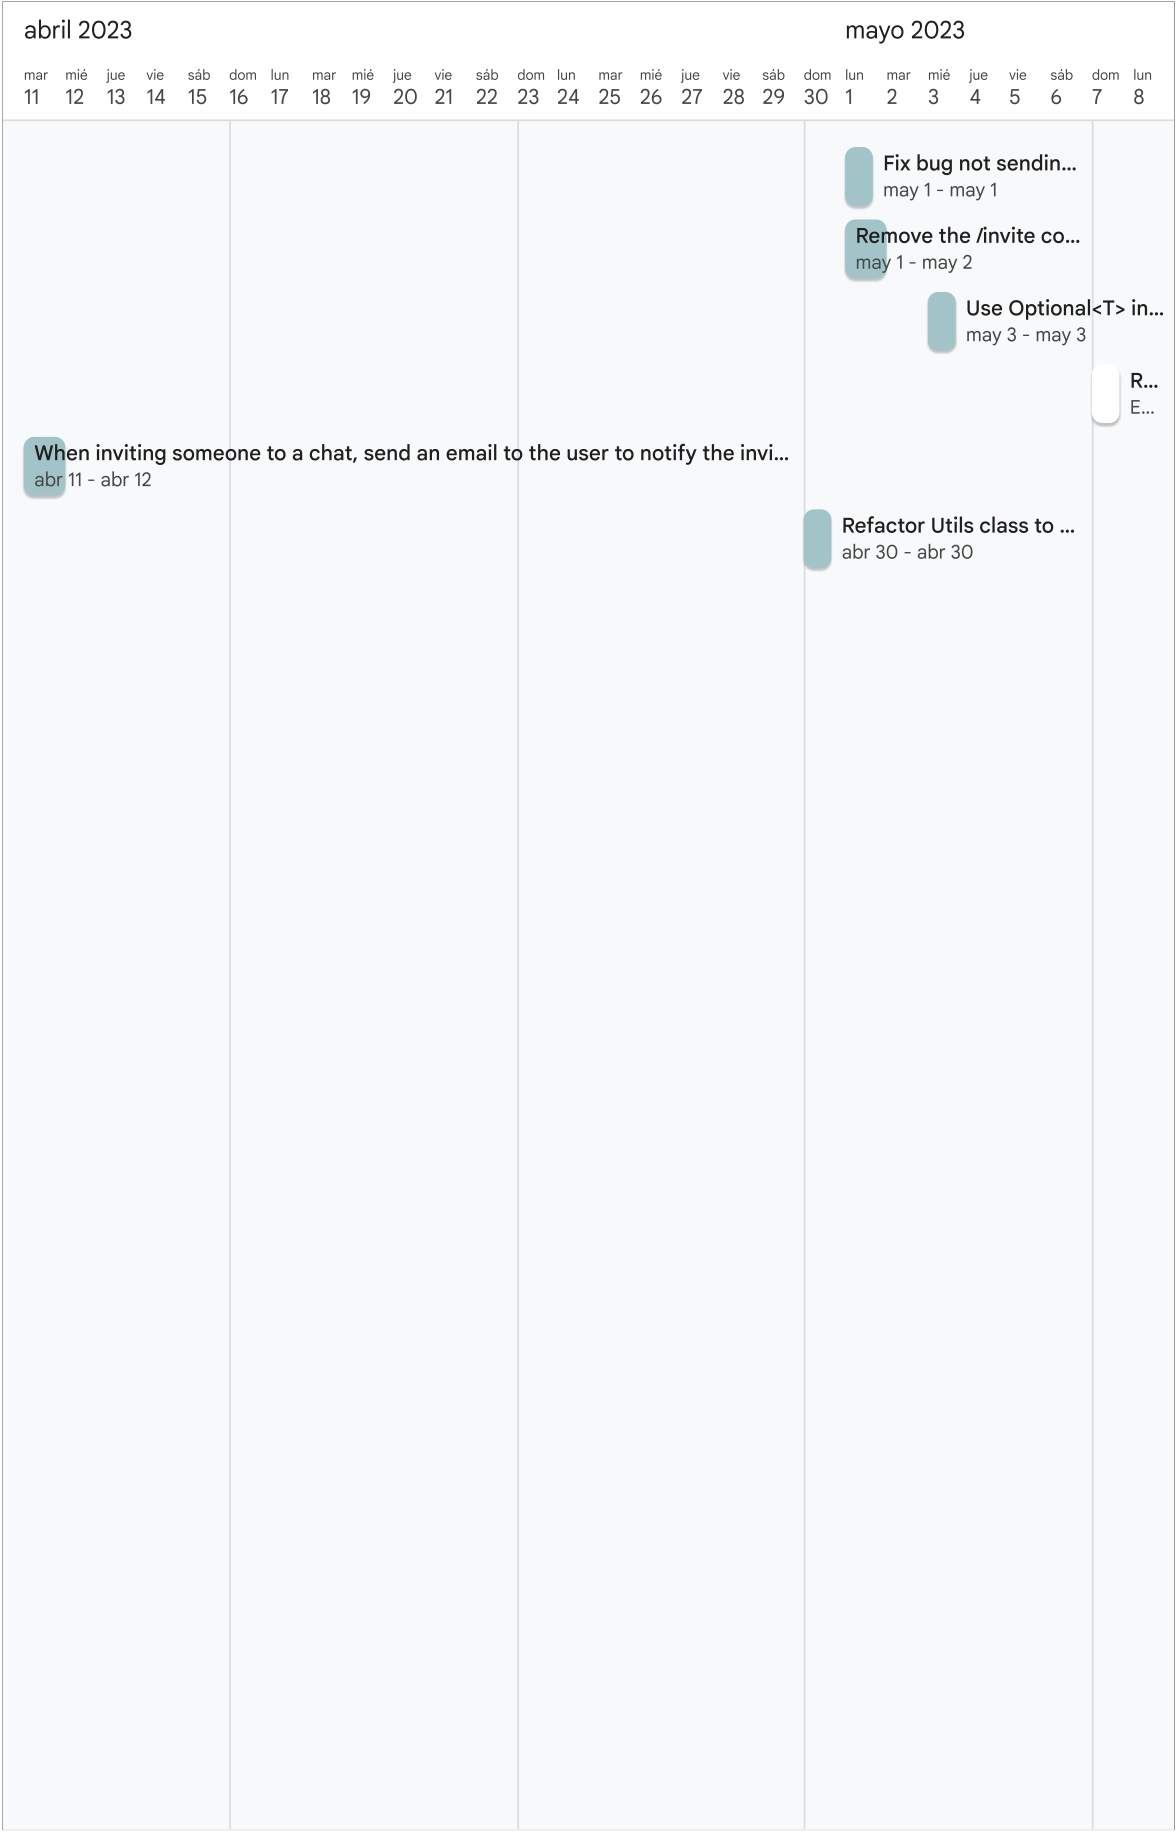 abril 2023 mayo 2023
mar mié jue vie sáb dom lun mar mié jue vie sáb dom lun mar mié jue vie sáb dom lun mar mié jue vie sáb dom lun
11 12 13 14 15 16 17 18 19 20 21 22 23 24 25 26 27 28 29 30 1 2 3 4 5 6 7 8
Fix bug not sendin...
may 1 - may 1
Remove the /invite co...
may 1 - may 2
Use Optional<T> in...
may 3 - may 3
R...
E...
When inviting someone to a chat, send an email to the user to notify the invi...
abr 11 - abr 12
Refactor Utils class to ...
abr 30 - abr 30